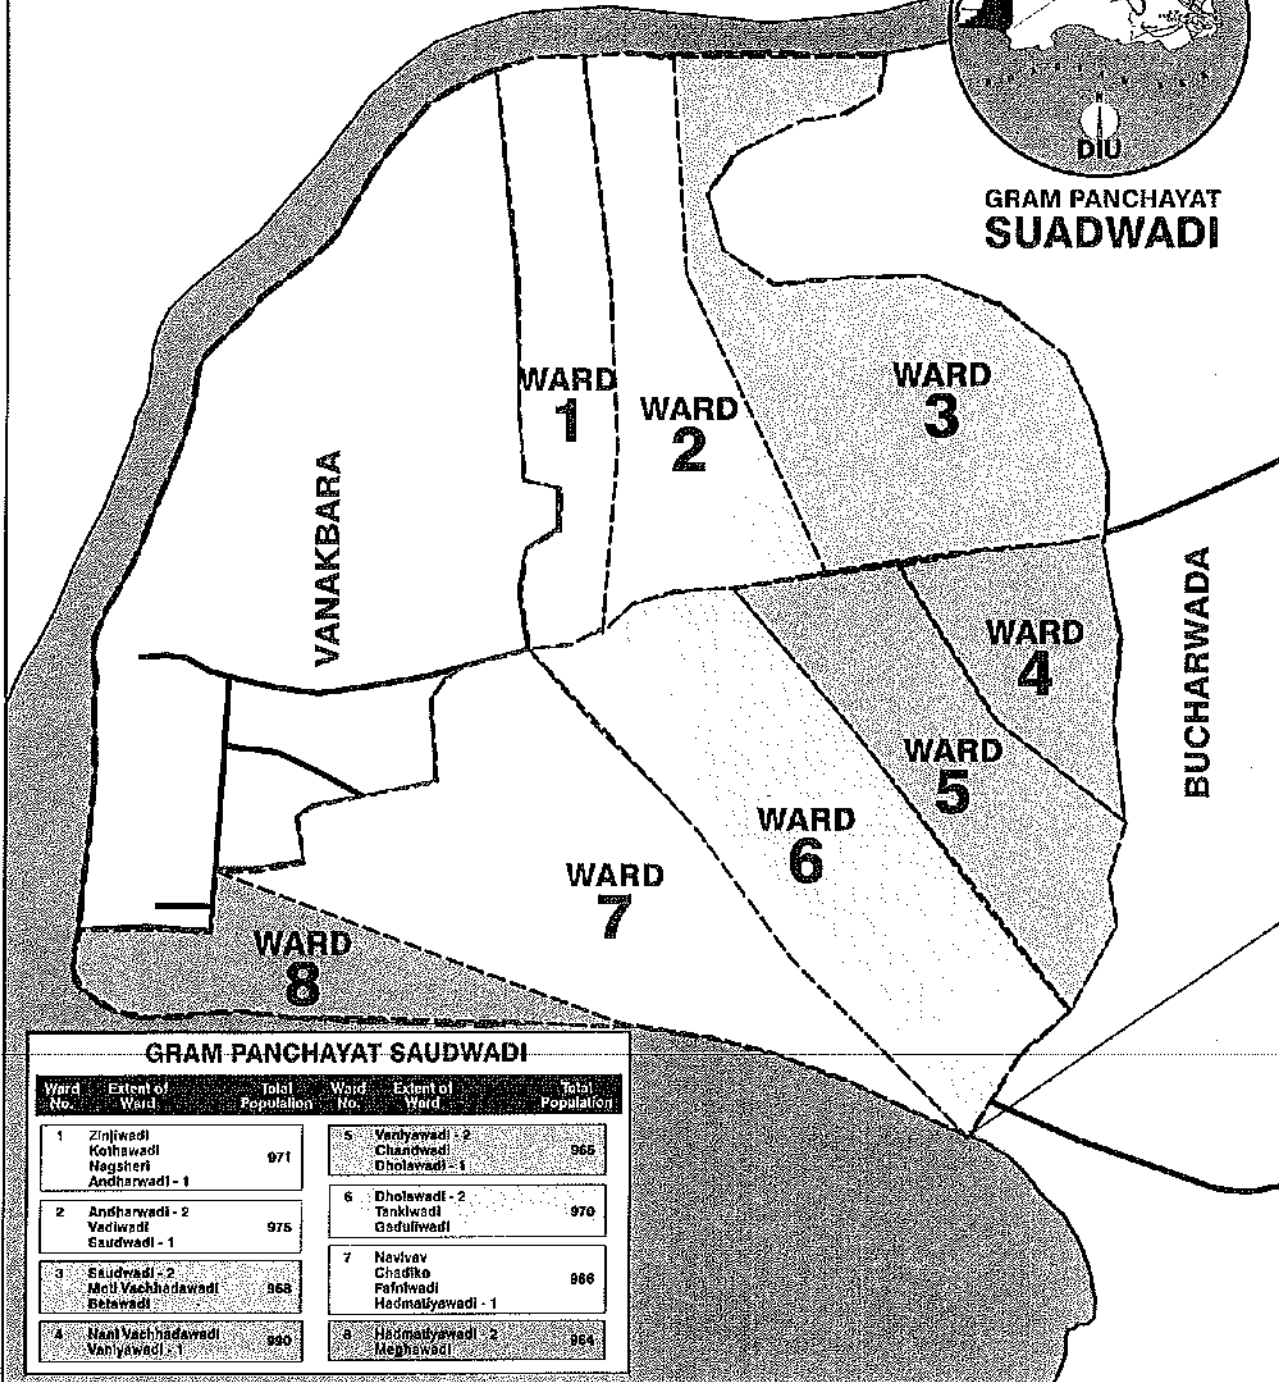 DIU
GRAM PANCHAYAT
SUADWADI
WARD
1
WARD
2
WARD
3
VANAKBARA
WARD
4
BUCHARWADA
WARD
5
WARD
6
WARD
7
WARD
8
GRAM PANCHAYAT SAUDWADI
Ward No. Extent of Ward Total Population Ward No. Extent of Ward Total Population
1 Zinjiwadi
Kothawadi
Nagsheri 971
Andharwadi - 1
2 Andharwadi - 2
Vadiwadi 975
Saudwadi - 1
3 Saudwadi - 2
Moti Vachhadawadi 968
Betawadi
4 Nani Vachhadawadi 990
Vaniyawadi - 1
5 Vaniyawadi - 2
Chandwadi 965
Dholawadi - 1
6 Dholawadi - 2
Tankiwadi 970
Gaduliwadi
7 Navivav
Chadiko
Fafniwadi 986
Hadmatiyawadi - 1
8 Hadmatiyawadi - 2
Meghawadi 964